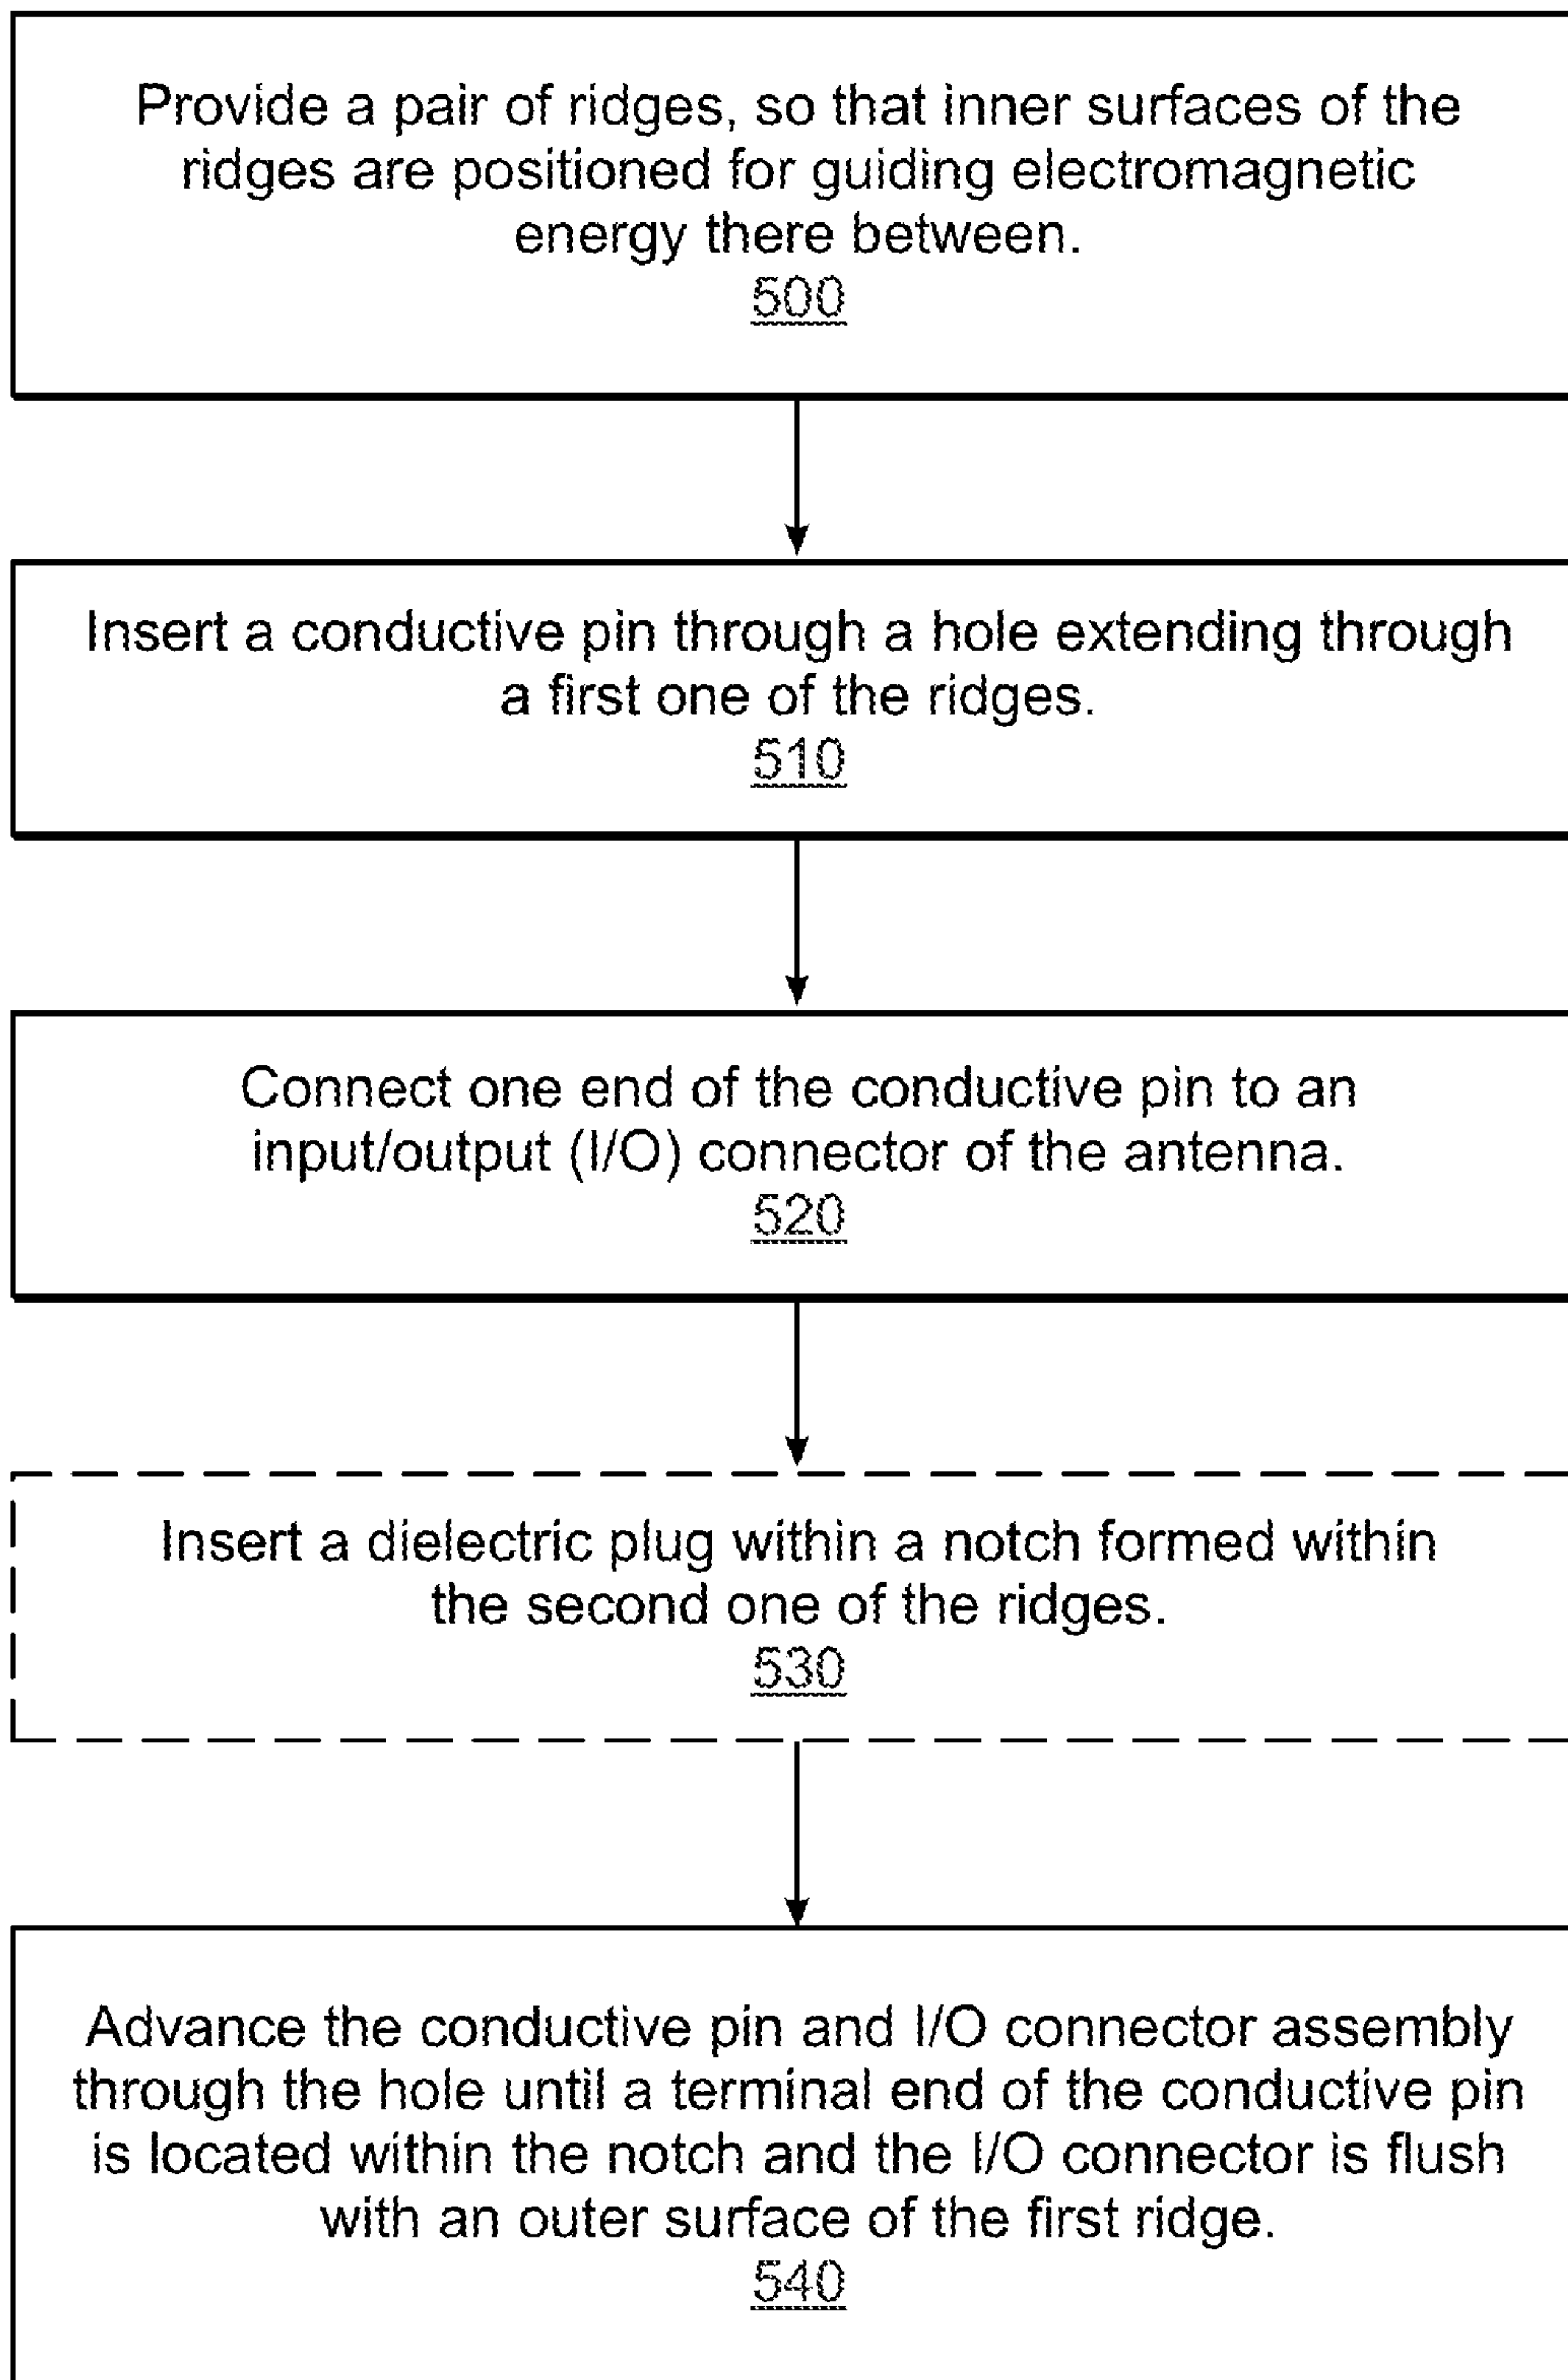 Provide a pair of ridges, so that inner surfaces of the
ridges are positioned for guiding electromagnetic
energy there between.
500
Insert a conductive pin through a hole extending through
a first one of the ridges.
510
Connect one end of the conductive pin to an
input/output (I/O) connector of the antenna.
520
Insert a dielectric plug within a notch formed within
the second one of the ridges.
530
Advance the conductive pin and I/O connector assembly
through the hole until a terminal end of the conductive pin
is located within the notch and the I/O connector is flush
with an outer surface of the first ridge.
540